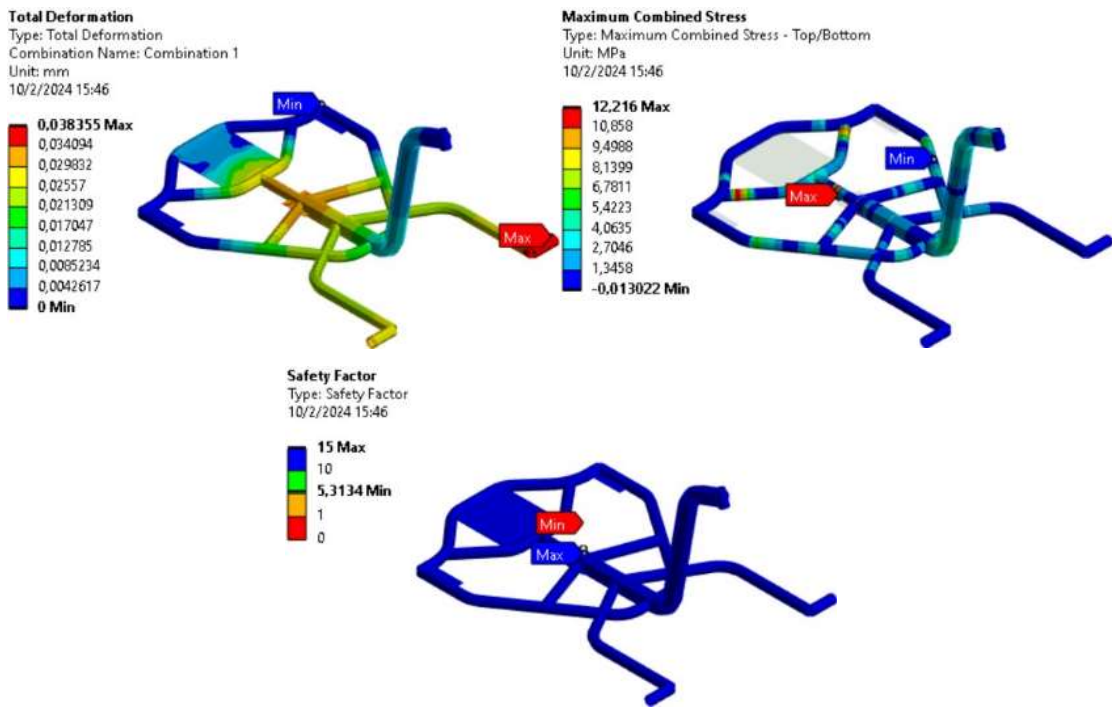 Total Deformation
Type: Total Deformation
Combination Name: Combination 1
Unit: mm
10/2/2024 15:46
0,038355 Max
0,034094
0,029832
0,02557
0,021309
0,017047
0,012785
0,0085234
0,0042617
0 Min
Min
Max
Maximum Combined Stress
Type: Maximum Combined Stress - Top/Bottom
Unit: MPa
10/2/2024 15:46
12,216 Max
10,858
9,4988
8,1399
6,7811
5,4223
4,0635
2,7046
1,3458
-0,013022 Min
Min
Max
Safety Factor
Type: Safety Factor
10/2/2024 15:46
15 Max
10
5,3134 Min
1
0
Min
Max